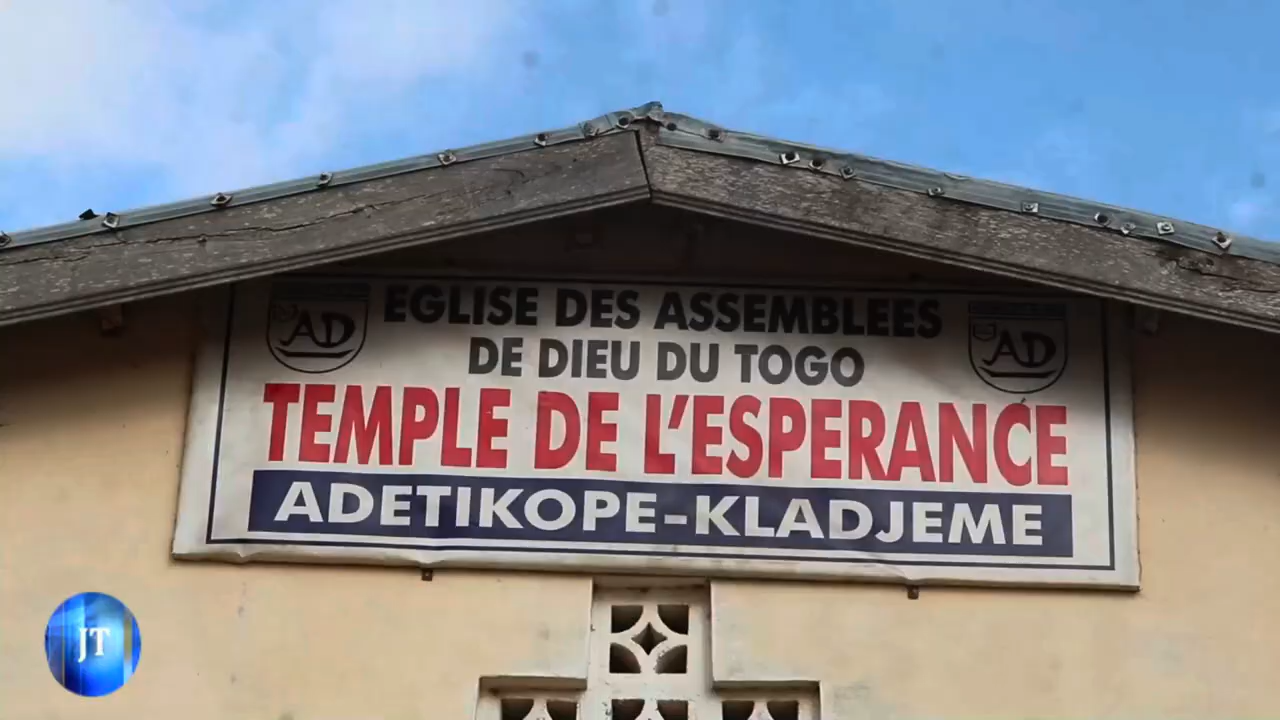 EGLISE DES ASSEMBLEES
AD
AD
DE DIEU DU TOGO
TEMPLE DE L'ESPERANCE
ADETIKOPE-KLADJEME
JT